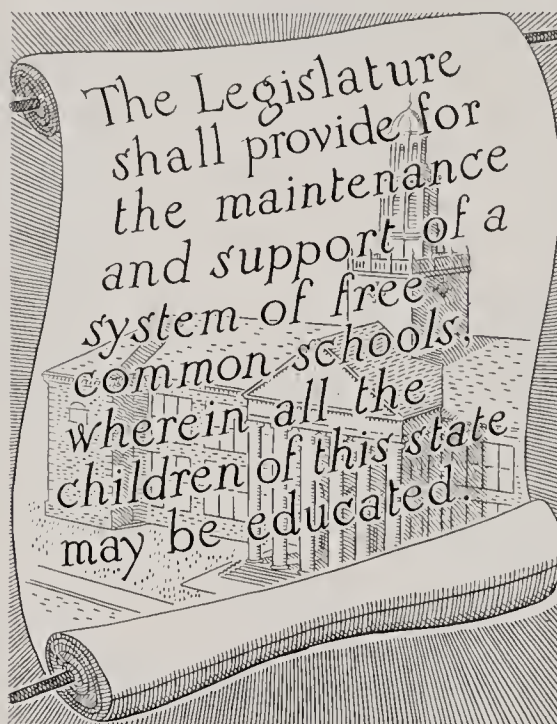 The Legislature
shall provide for
the maintenance
and support of a
system of free
common schools,
wherein all the
children of this state
may be educated.